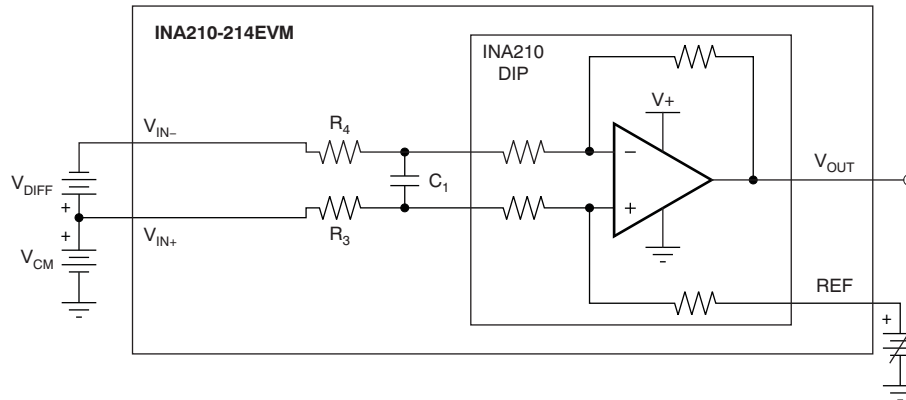 INA210-214EVM
INA210
DIP
V+
V_IN−
R_4
−
V_OUT
V_DIFF
C_1
+
+
+
V_IN+
R_3
V_CM
REF
+